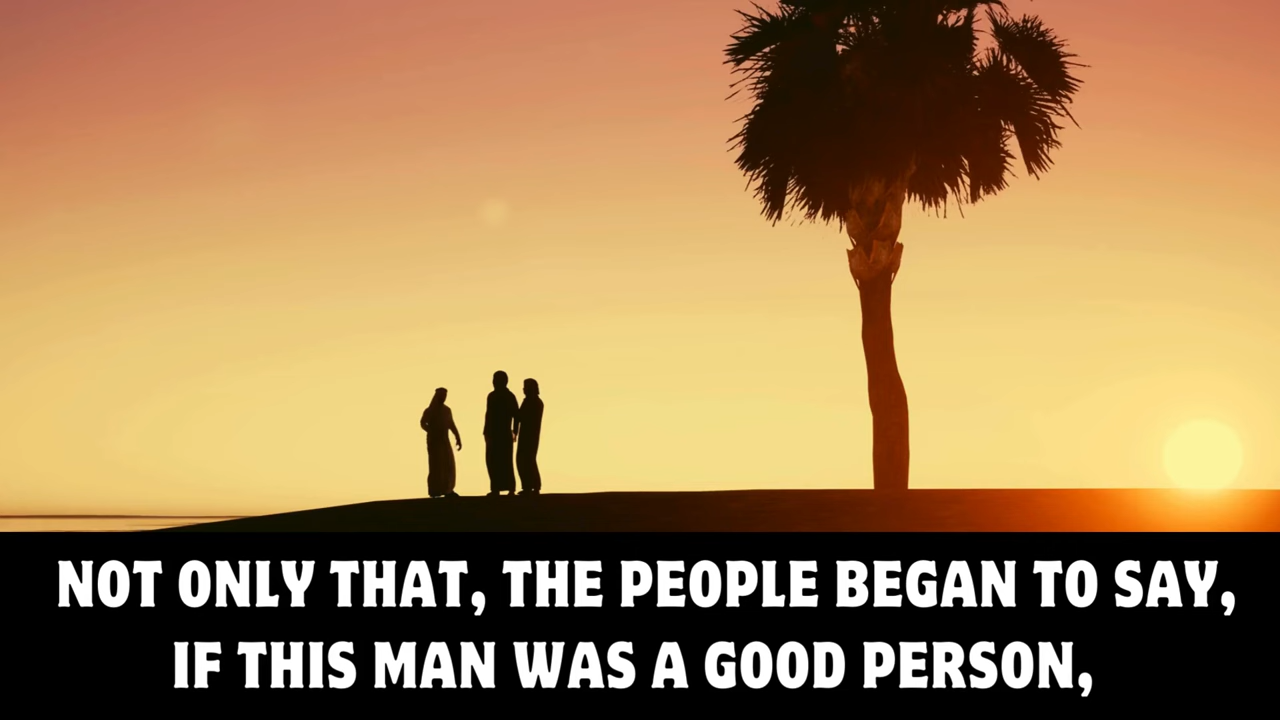 NOT ONLY THAT, THE PEOPLE BEGAN TO SAY,
IF THIS MAN WAS A GOOD PERSON,